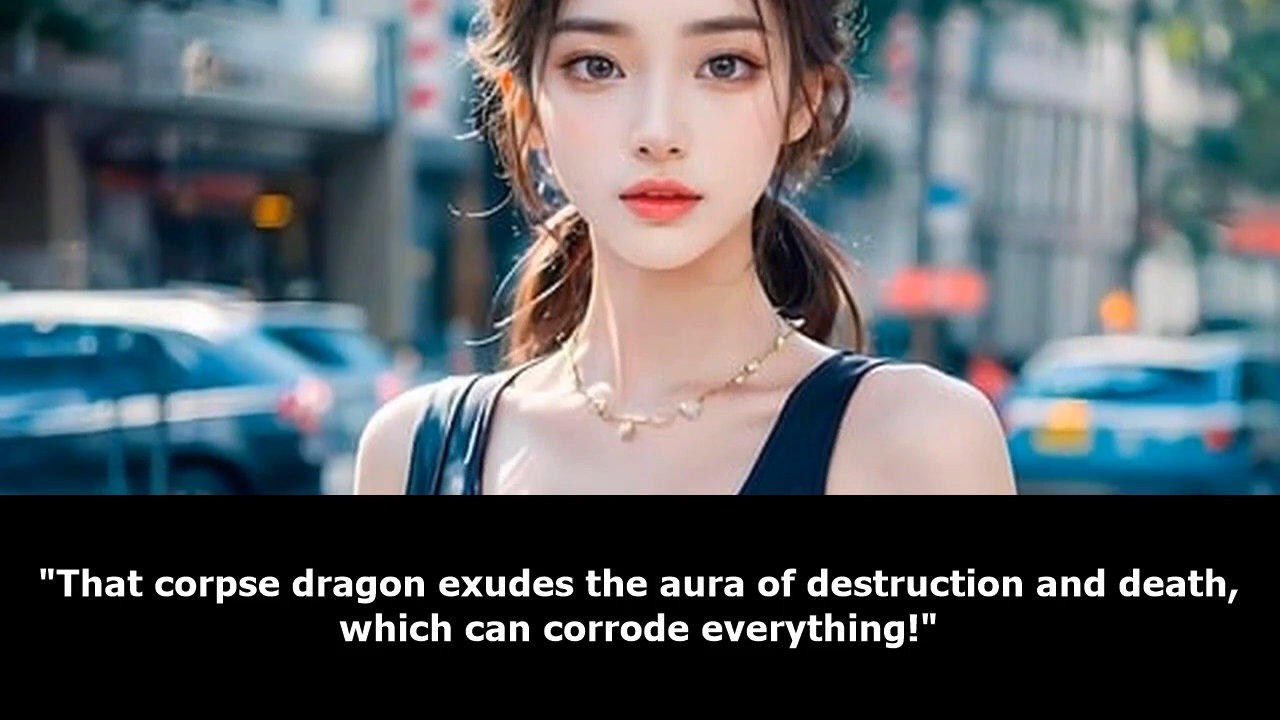 "That corpse dragon exudes the aura of destruction and death,
which can corrode everything!"